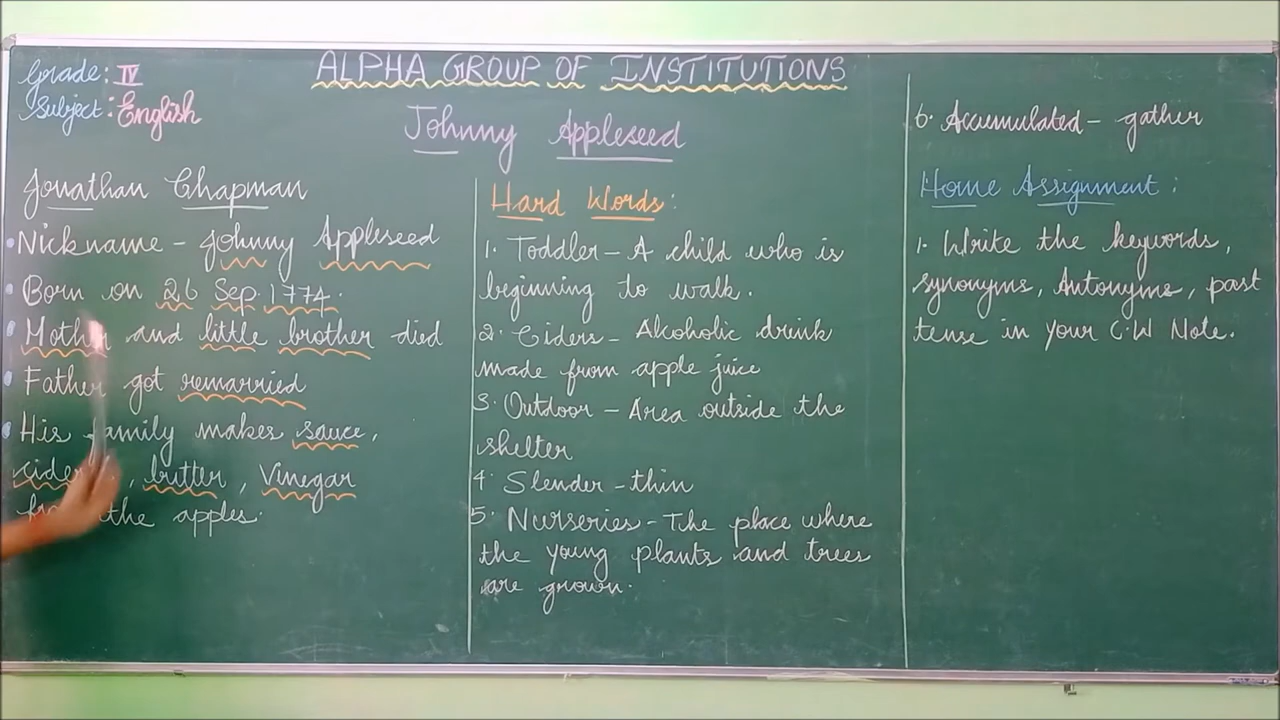 Grade: IV
Subject: English
ALPHA GROUP OF INSTITUTIONS
Johnny Appleseed
Jonathan Chapman
• Nickname - Johnny Appleseed
• Born on 26 Sep. 1774.
• Mother and little brother died
• Father got remarried
• His family makes sauce,
, butter, Vinegar
the apples.
Hard Words:
1. Toddler - A child who is
beginning to walk.
2. Ciders - Alcoholic drink
made from apple juice
3. Outdoor - Area outside the
shelter
4. Slender - thin
5. Nurseries - The place where
the young plants and trees
are grown.
6. Accumulated - gather
Home Assignment:
1. Write the keywords,
synonyms, Antonyms, past
tense in your C.W Note.